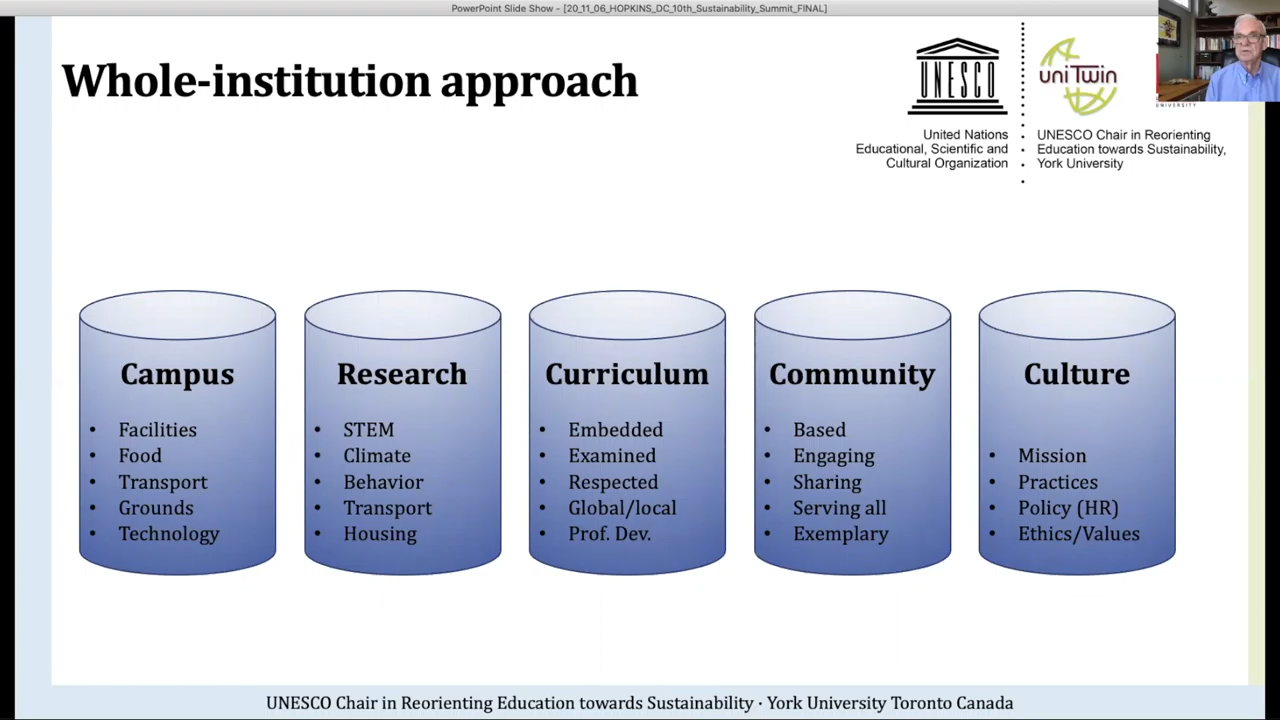 PowerPoint Slide Show - [20_11_06_HOPKINS_DC_10th_Sustainability_Summit_FINAL]
Whole-institution approach
UNESCO
uniTwin
UNIVERSITY
United Nations
Educational, Scientific and
Cultural Organization
UNESCO Chair in Reorienting
Education towards Sustainability,
York University
Campus
• Facilities
• Food
• Transport
• Grounds
• Technology
Research
• STEM
• Climate
• Behavior
• Transport
• Housing
Curriculum
• Embedded
• Examined
• Respected
• Global/local
• Prof. Dev.
Community
• Based
• Engaging
• Sharing
• Serving all
• Exemplary
Culture
• Mission
• Practices
• Policy (HR)
• Ethics/Values
UNESCO Chair in Reorienting Education towards Sustainability · York University Toronto Canada